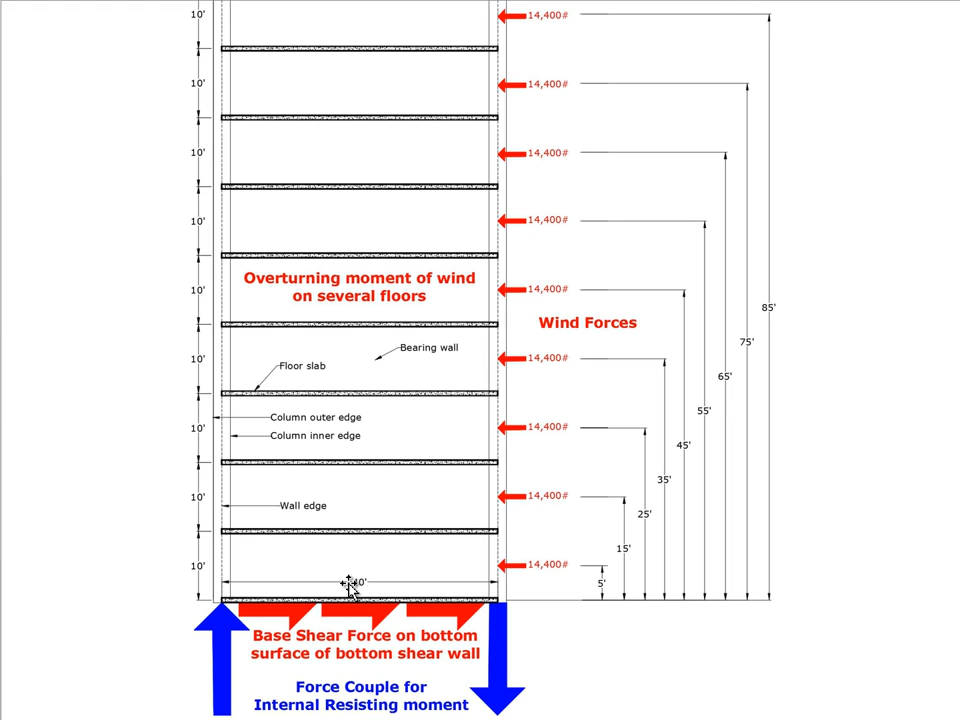 10'
14,400#
10'
14,400#
10'
14,400#
10'
14,400#
Overturning moment of wind
on several floors
10'
14,400#
85'
Wind Forces
75'
Bearing wall
10'
14,400#
Floor slab
65'
55'
Column outer edge
10'
14,400#
Column inner edge
45'
35'
10'
14,400#
Wall edge
25'
15'
10'
14,400#
40'
5'
Base Shear Force on bottom
surface of bottom shear wall
Force Couple for
Internal Resisting moment